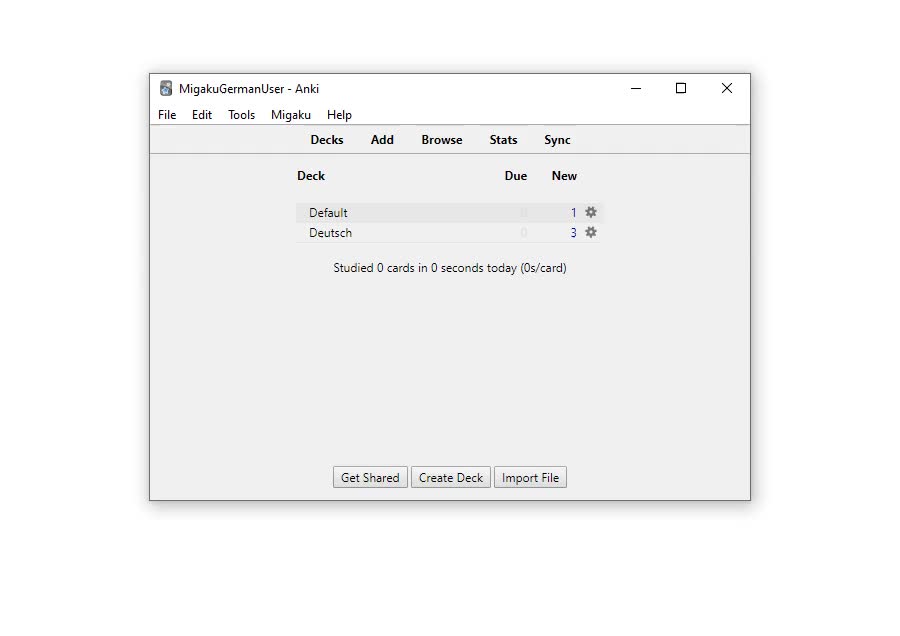 MigakuGermanUser - Anki
File Edit Tools Migaku Help
Decks Add Browse Stats Sync
Deck Due New
Default 0 1
Deutsch 0 3
Studied 0 cards in 0 seconds today (0s/card)
Get Shared Create Deck Import File